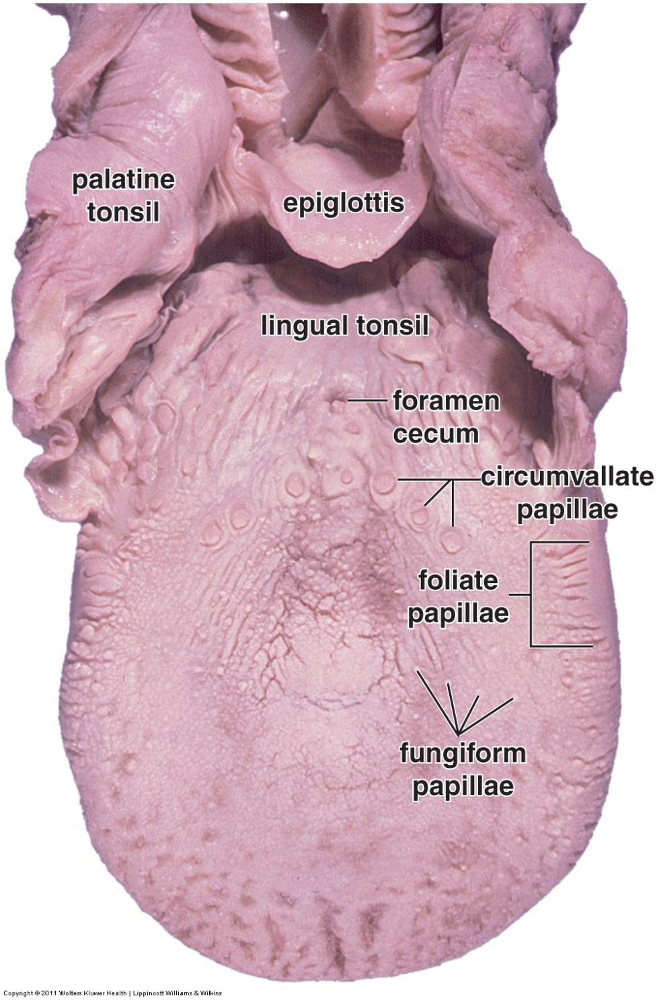 palatine
tonsil
epiglottis
lingual tonsil
foramen
cecum
circumvallate
papillae
foliate
papillae
fungiform
papillae
Copyright © 2011 Wolters Kluwer Health | Lippincott Williams & Wilkins